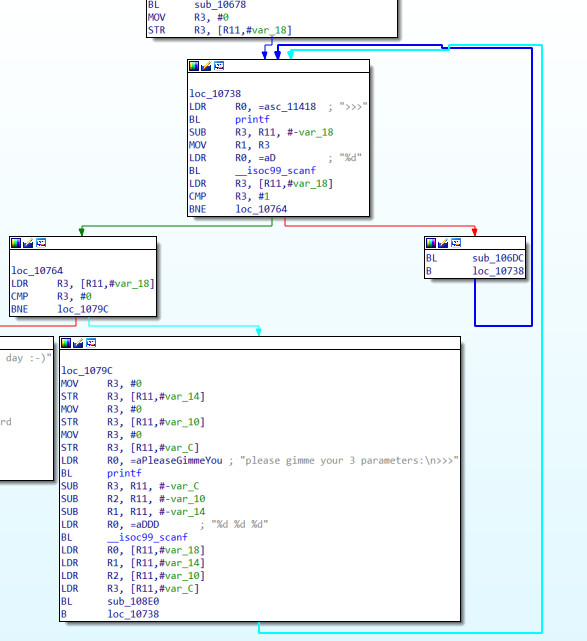 BL sub_10678
MOV R3, #0
STR R3, [R11,#var_18]
loc_10738
LDR R0, =asc_11418 ; ">>>"
BL printf
SUB R3, R11, #-var_18
MOV R1, R3
LDR R0, =aD ; "%d"
BL __isoc99_scanf
LDR R3, [R11,#var_18]
CMP R3, #1
BNE loc_10764
loc_10764
LDR R3, [R11,#var_18]
CMP R3, #0
BNE loc_1079C
BL sub_106DC
B loc_10738
day :-)"
rd
loc_1079C
MOV R3, #0
STR R3, [R11,#var_14]
MOV R3, #0
STR R3, [R11,#var_10]
MOV R3, #0
STR R3, [R11,#var_C]
LDR R0, =aPleaseGimmeYou ; "please gimme your 3 parameters:\n>>>"
BL printf
SUB R3, R11, #-var_C
SUB R2, R11, #-var_10
SUB R1, R11, #-var_14
LDR R0, =aDDD ; "%d %d %d"
BL __isoc99_scanf
LDR R0, [R11,#var_18]
LDR R1, [R11,#var_14]
LDR R2, [R11,#var_10]
LDR R3, [R11,#var_C]
BL sub_108E0
B loc_10738